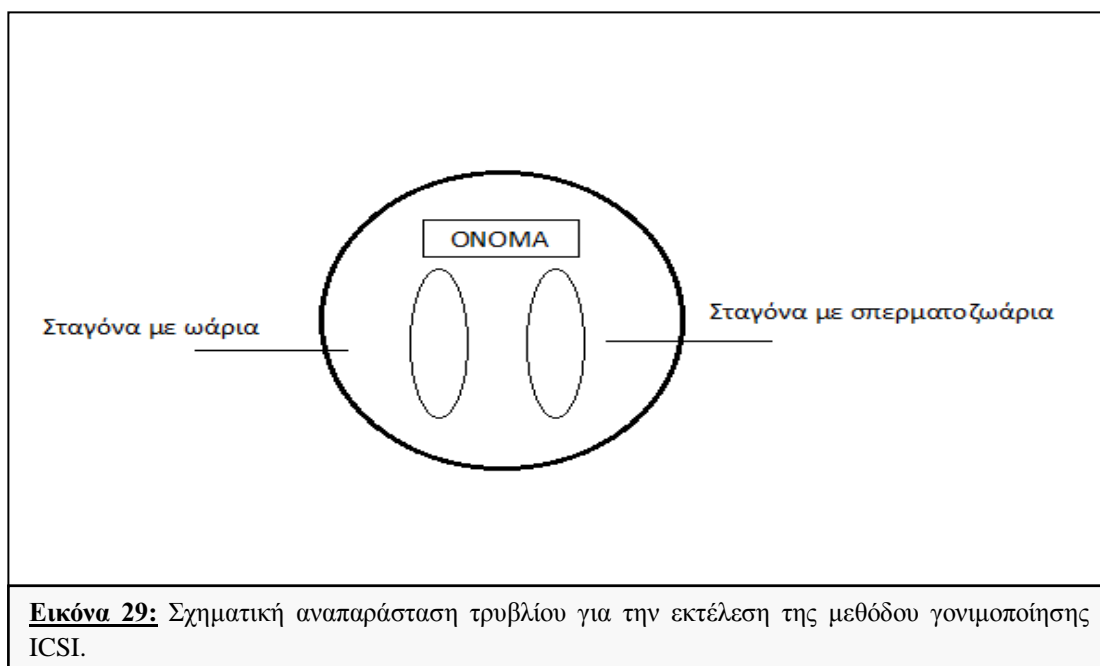 ΟΝΟΜΑ
Σταγόνα με ωάρια
Σταγόνα με σπερματοζωάρια
Εικόνα 29: Σχηματική αναπαράσταση τρυβλίου για την εκτέλεση της μεθόδου γονιμοποίησης
ICSI.